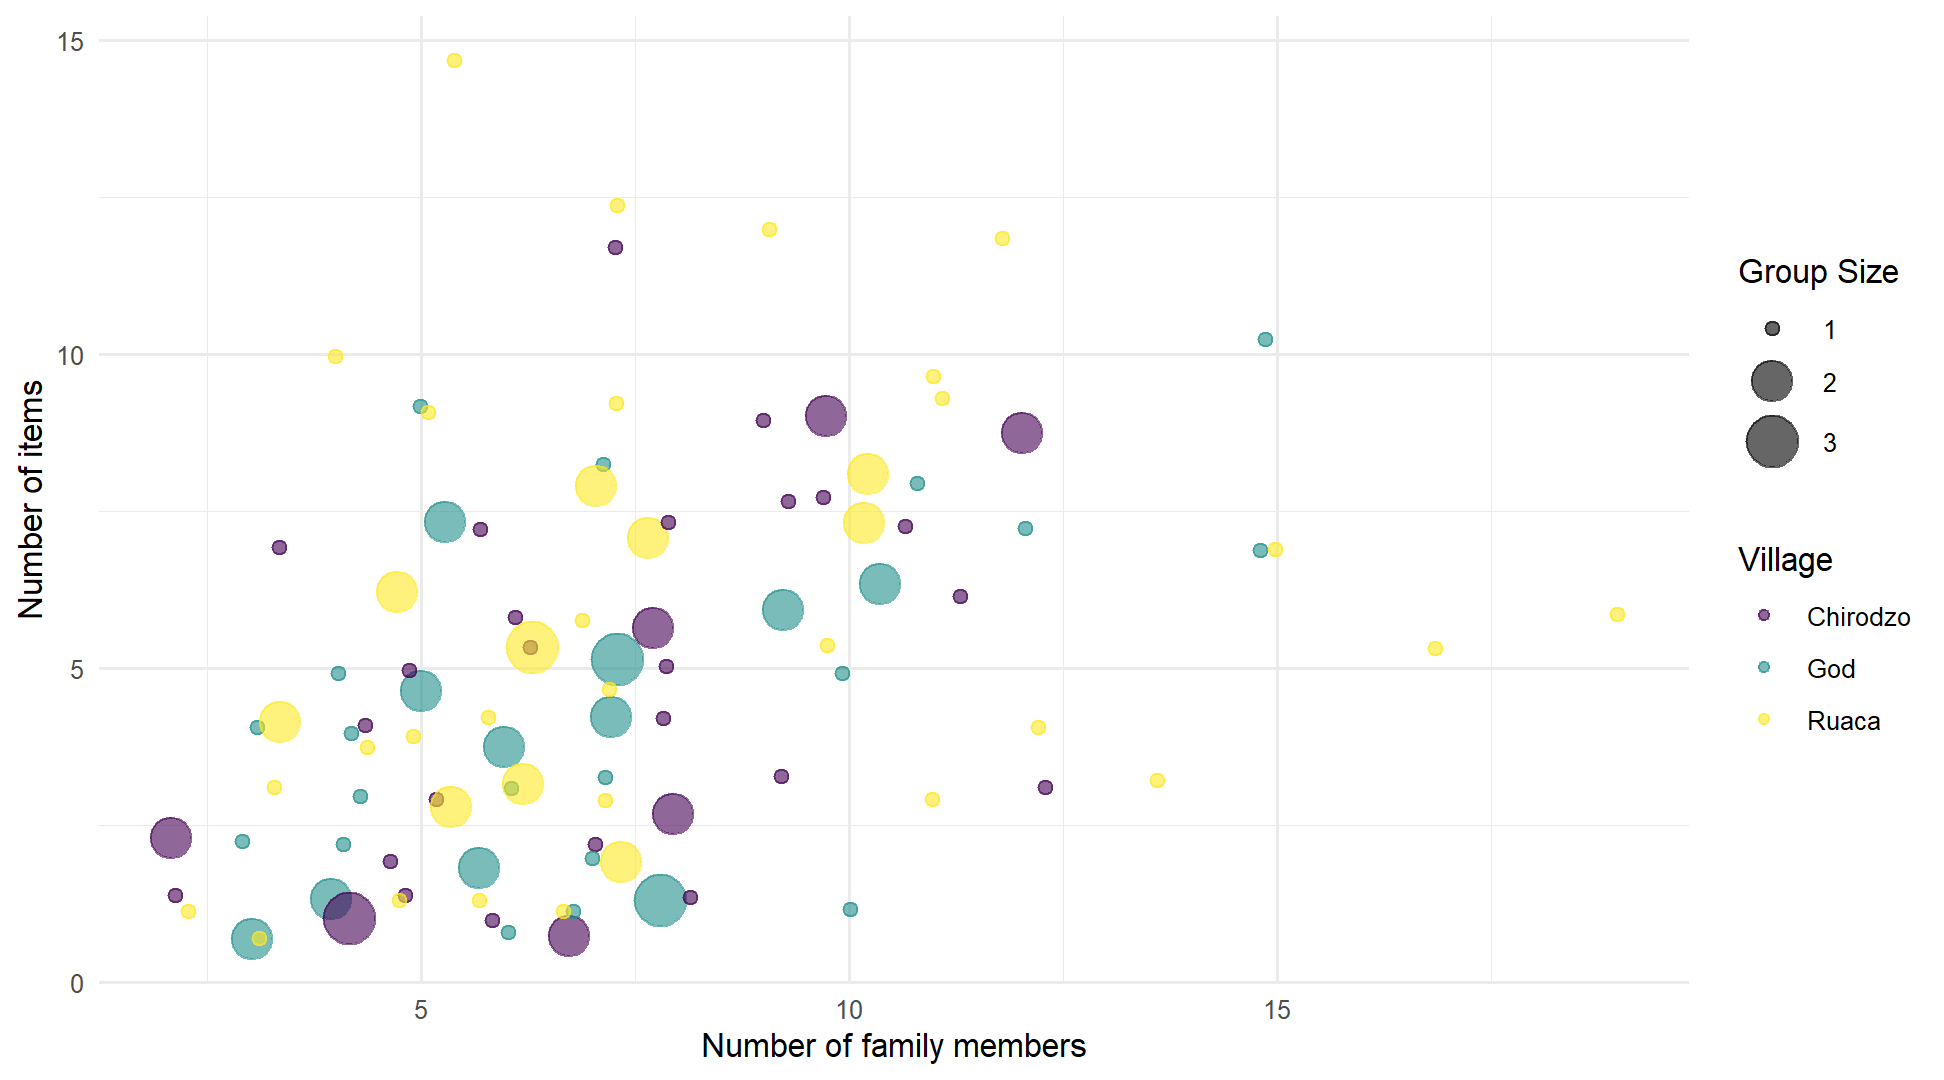 15
10
5
0
Number of items
5
10
15
Number of family members
Group Size
1
2
3
Village
Chirodzo
God
Ruaca